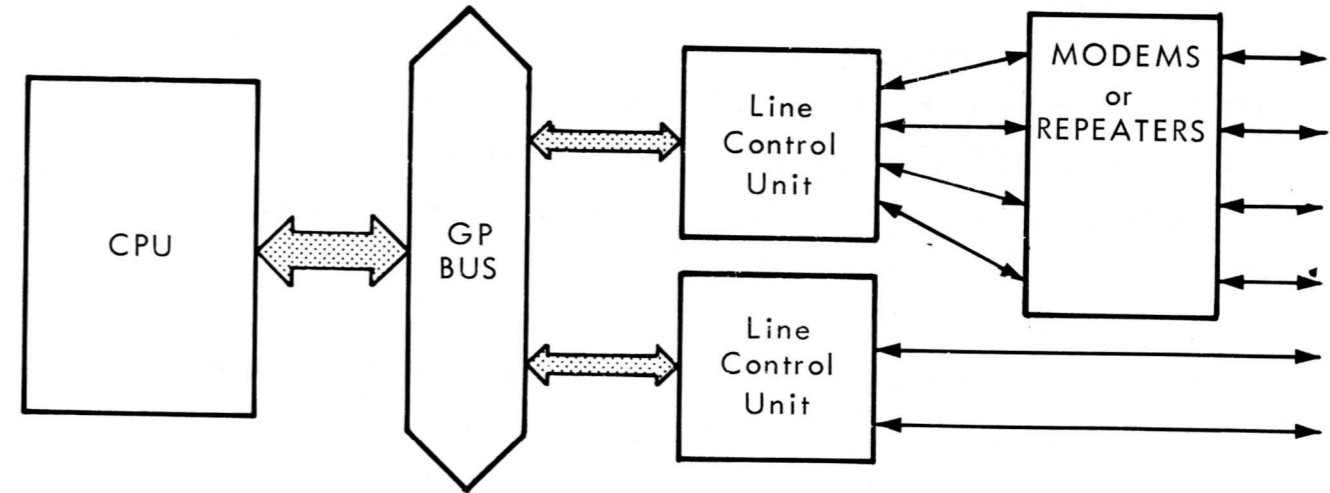 CPU
GP
BUS
Line
Control
Unit
Line
Control
Unit
MODEMS
or
REPEATERS